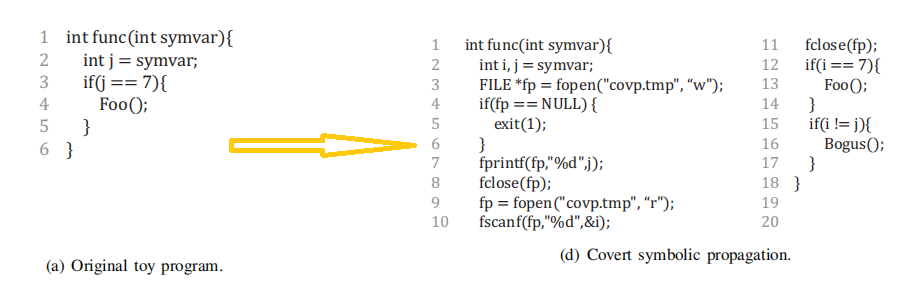 1 int func(int symvar){
2 int j = symvar;
3 if(j == 7){
4 Foo();
5 }
6 }
(a) Original toy program.
1 int func(int symvar){
2 int i, j = symvar;
3 FILE *fp = fopen("covp.tmp", “w”);
4 if(fp == NULL) {
5 exit(1);
6 }
7 fprintf(fp,"%d",j);
8 fclose(fp);
9 fp = fopen("covp.tmp", “r”);
10 fscanf(fp,"%d",&i);
11 fclose(fp);
12 if(i == 7){
13 Foo();
14 }
15 if(i != j){
16 Bogus();
17 }
18 }
19
20
(d) Covert symbolic propagation.